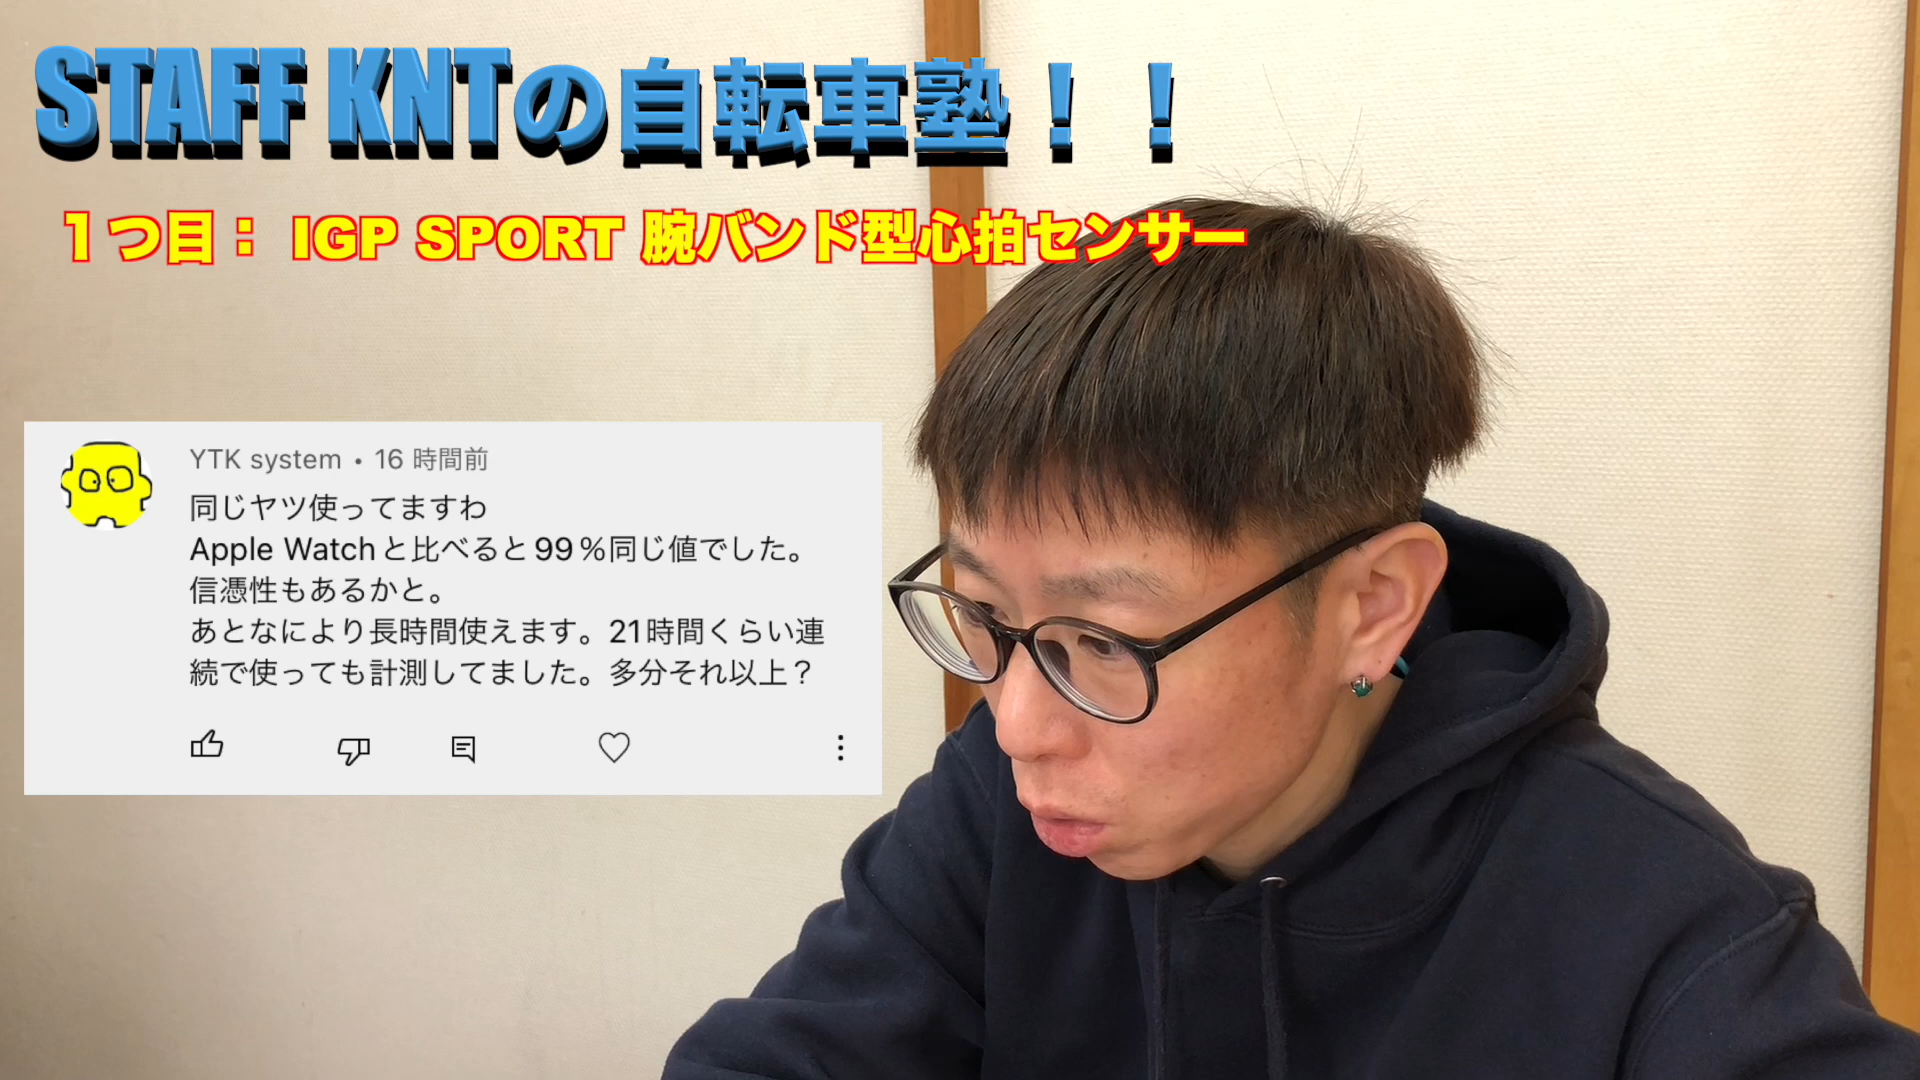 STAFF KNTの自転車塾！！
１つ目： IGP SPORT 腕バンド型心拍センサー
YTK system • 16 時間前
同じヤツ使ってますわ
Apple Watchと比べると99％同じ値でした。
信憑性もあるかと。
あとなにより長時間使えます。21時間くらい連
続で使っても計測してました。多分それ以上？